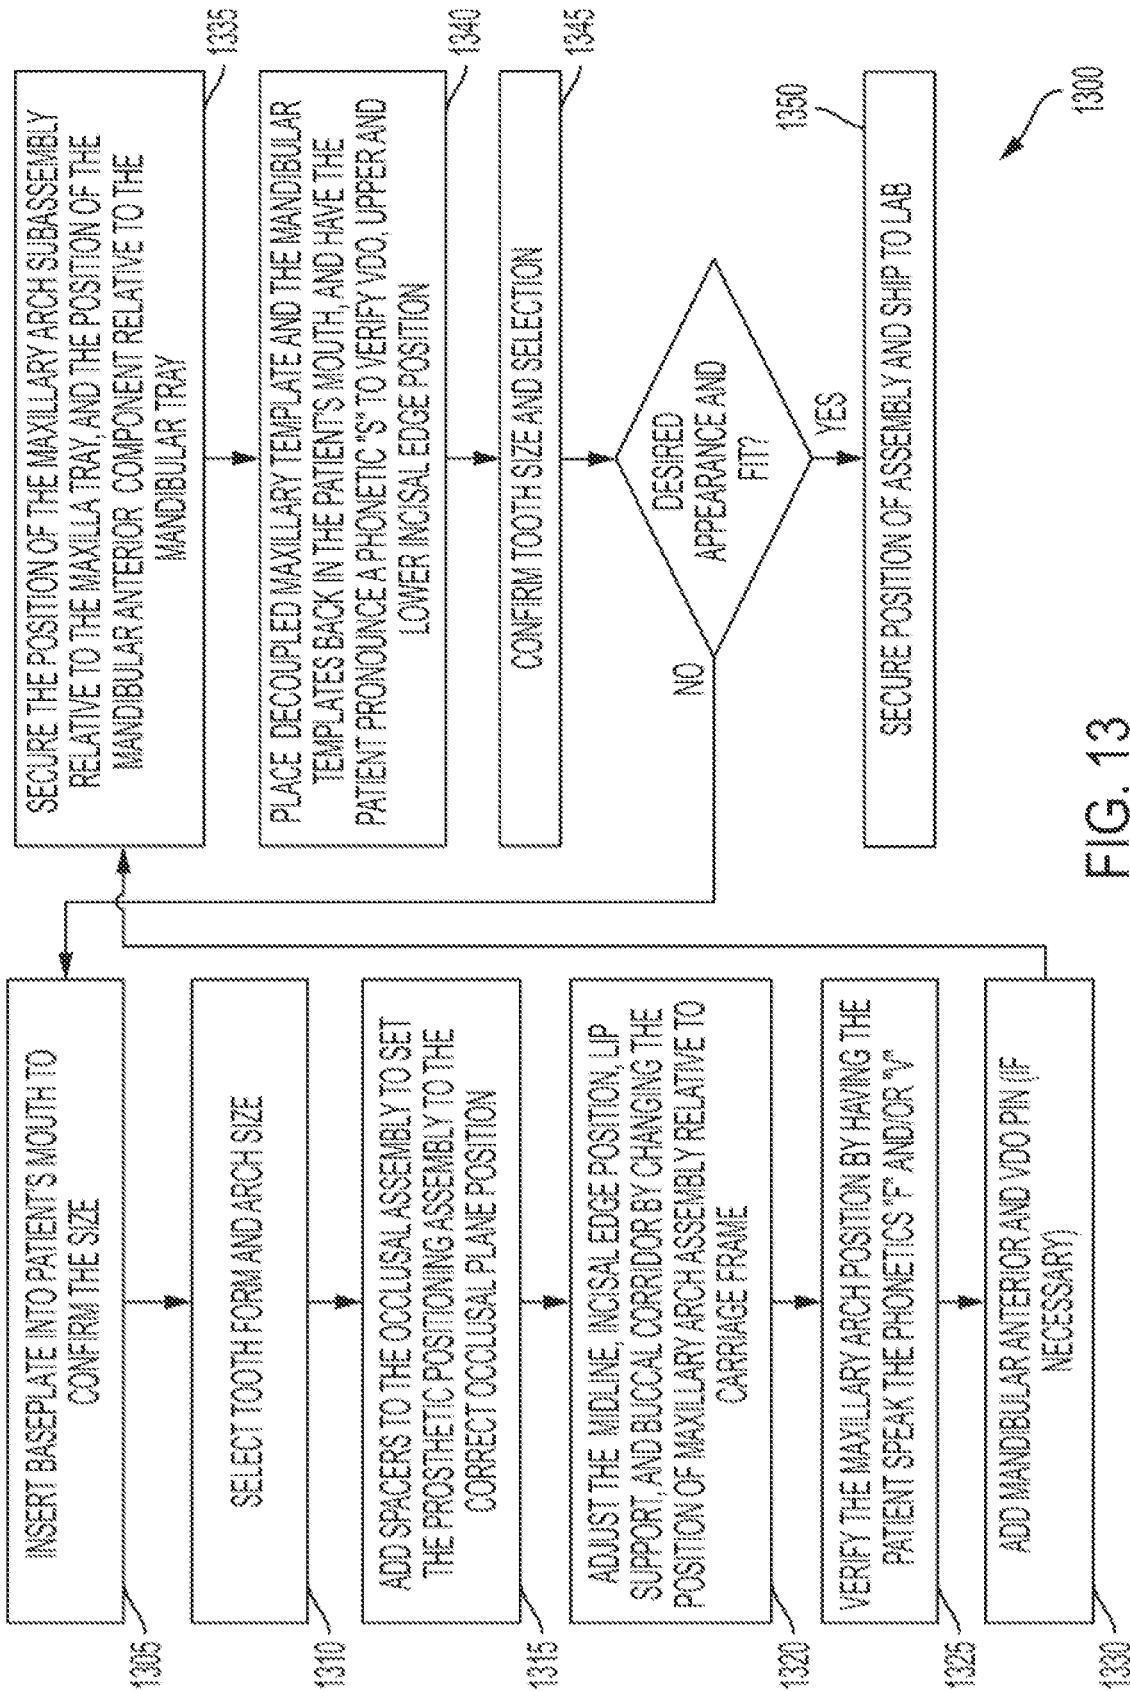 INSERT BASEPLATE INTO PATIENT'S MOUTH TO
CONFIRM THE SIZE
1305
SELECT TOOTH FORM AND ARCH SIZE
1310
ADD SPACERS TO THE OCCLUSAL ASSEMBLY TO SET
THE PROSTHETIC POSITIONING ASSEMBLY TO THE
CORRECT OCCLUSAL PLANE POSITION
1315
ADJUST THE MIDLINE, INCISAL EDGE POSITION, LIP
SUPPORT, AND BUCCAL CORRIDOR BY CHANGING THE
POSITION OF MAXILLARY ARCH ASSEMBLY RELATIVE TO
CARRIAGE FRAME
1320
VERIFY THE MAXILLARY ARCH POSITION BY HAVING THE
PATIENT SPEAK THE PHONETICS "F" AND/OR "V"
1325
ADD MANDIBULAR ANTERIOR AND VDO PIN (IF
NECESSARY)
1330
SECURE THE POSITION OF THE MAXILLARY ARCH SUBASSEMBLY
RELATIVE TO THE MAXILLA TRAY, AND THE POSITION OF THE
MANDIBULAR ANTERIOR COMPONENT RELATIVE TO THE
MANDIBULAR TRAY
1335
PLACE DECOUPLED MAXILLARY TEMPLATE AND THE MANDIBULAR
TEMPLATES BACK IN THE PATIENT'S MOUTH, AND HAVE THE
PATIENT PRONOUNCE A PHONETIC "S" TO VERIFY VDO, UPPER AND
LOWER INCISAL EDGE POSITION
1340
CONFIRM TOOTH SIZE AND SELECTION
1345
DESIRED
APPEARANCE AND
FIT?
NO
YES
SECURE POSITION OF ASSEMBLY AND SHIP TO LAB
1350
1300
FIG. 13